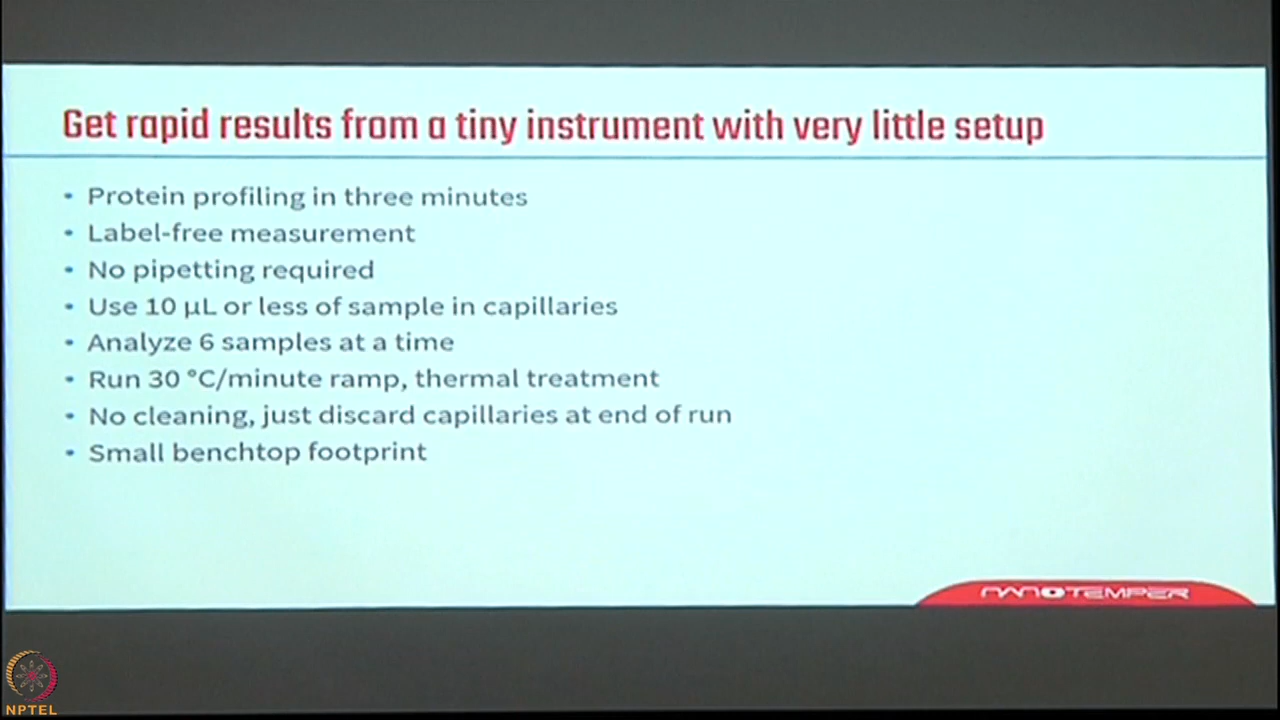 Get rapid results from a tiny instrument with very little setup
• Protein profiling in three minutes
• Label-free measurement
• No pipetting required
• Use 10 µL or less of sample in capillaries
• Analyze 6 samples at a time
• Run 30 °C/minute ramp, thermal treatment
• No cleaning, just discard capillaries at end of run
• Small benchtop footprint
NANOTEMPER
NPTEL